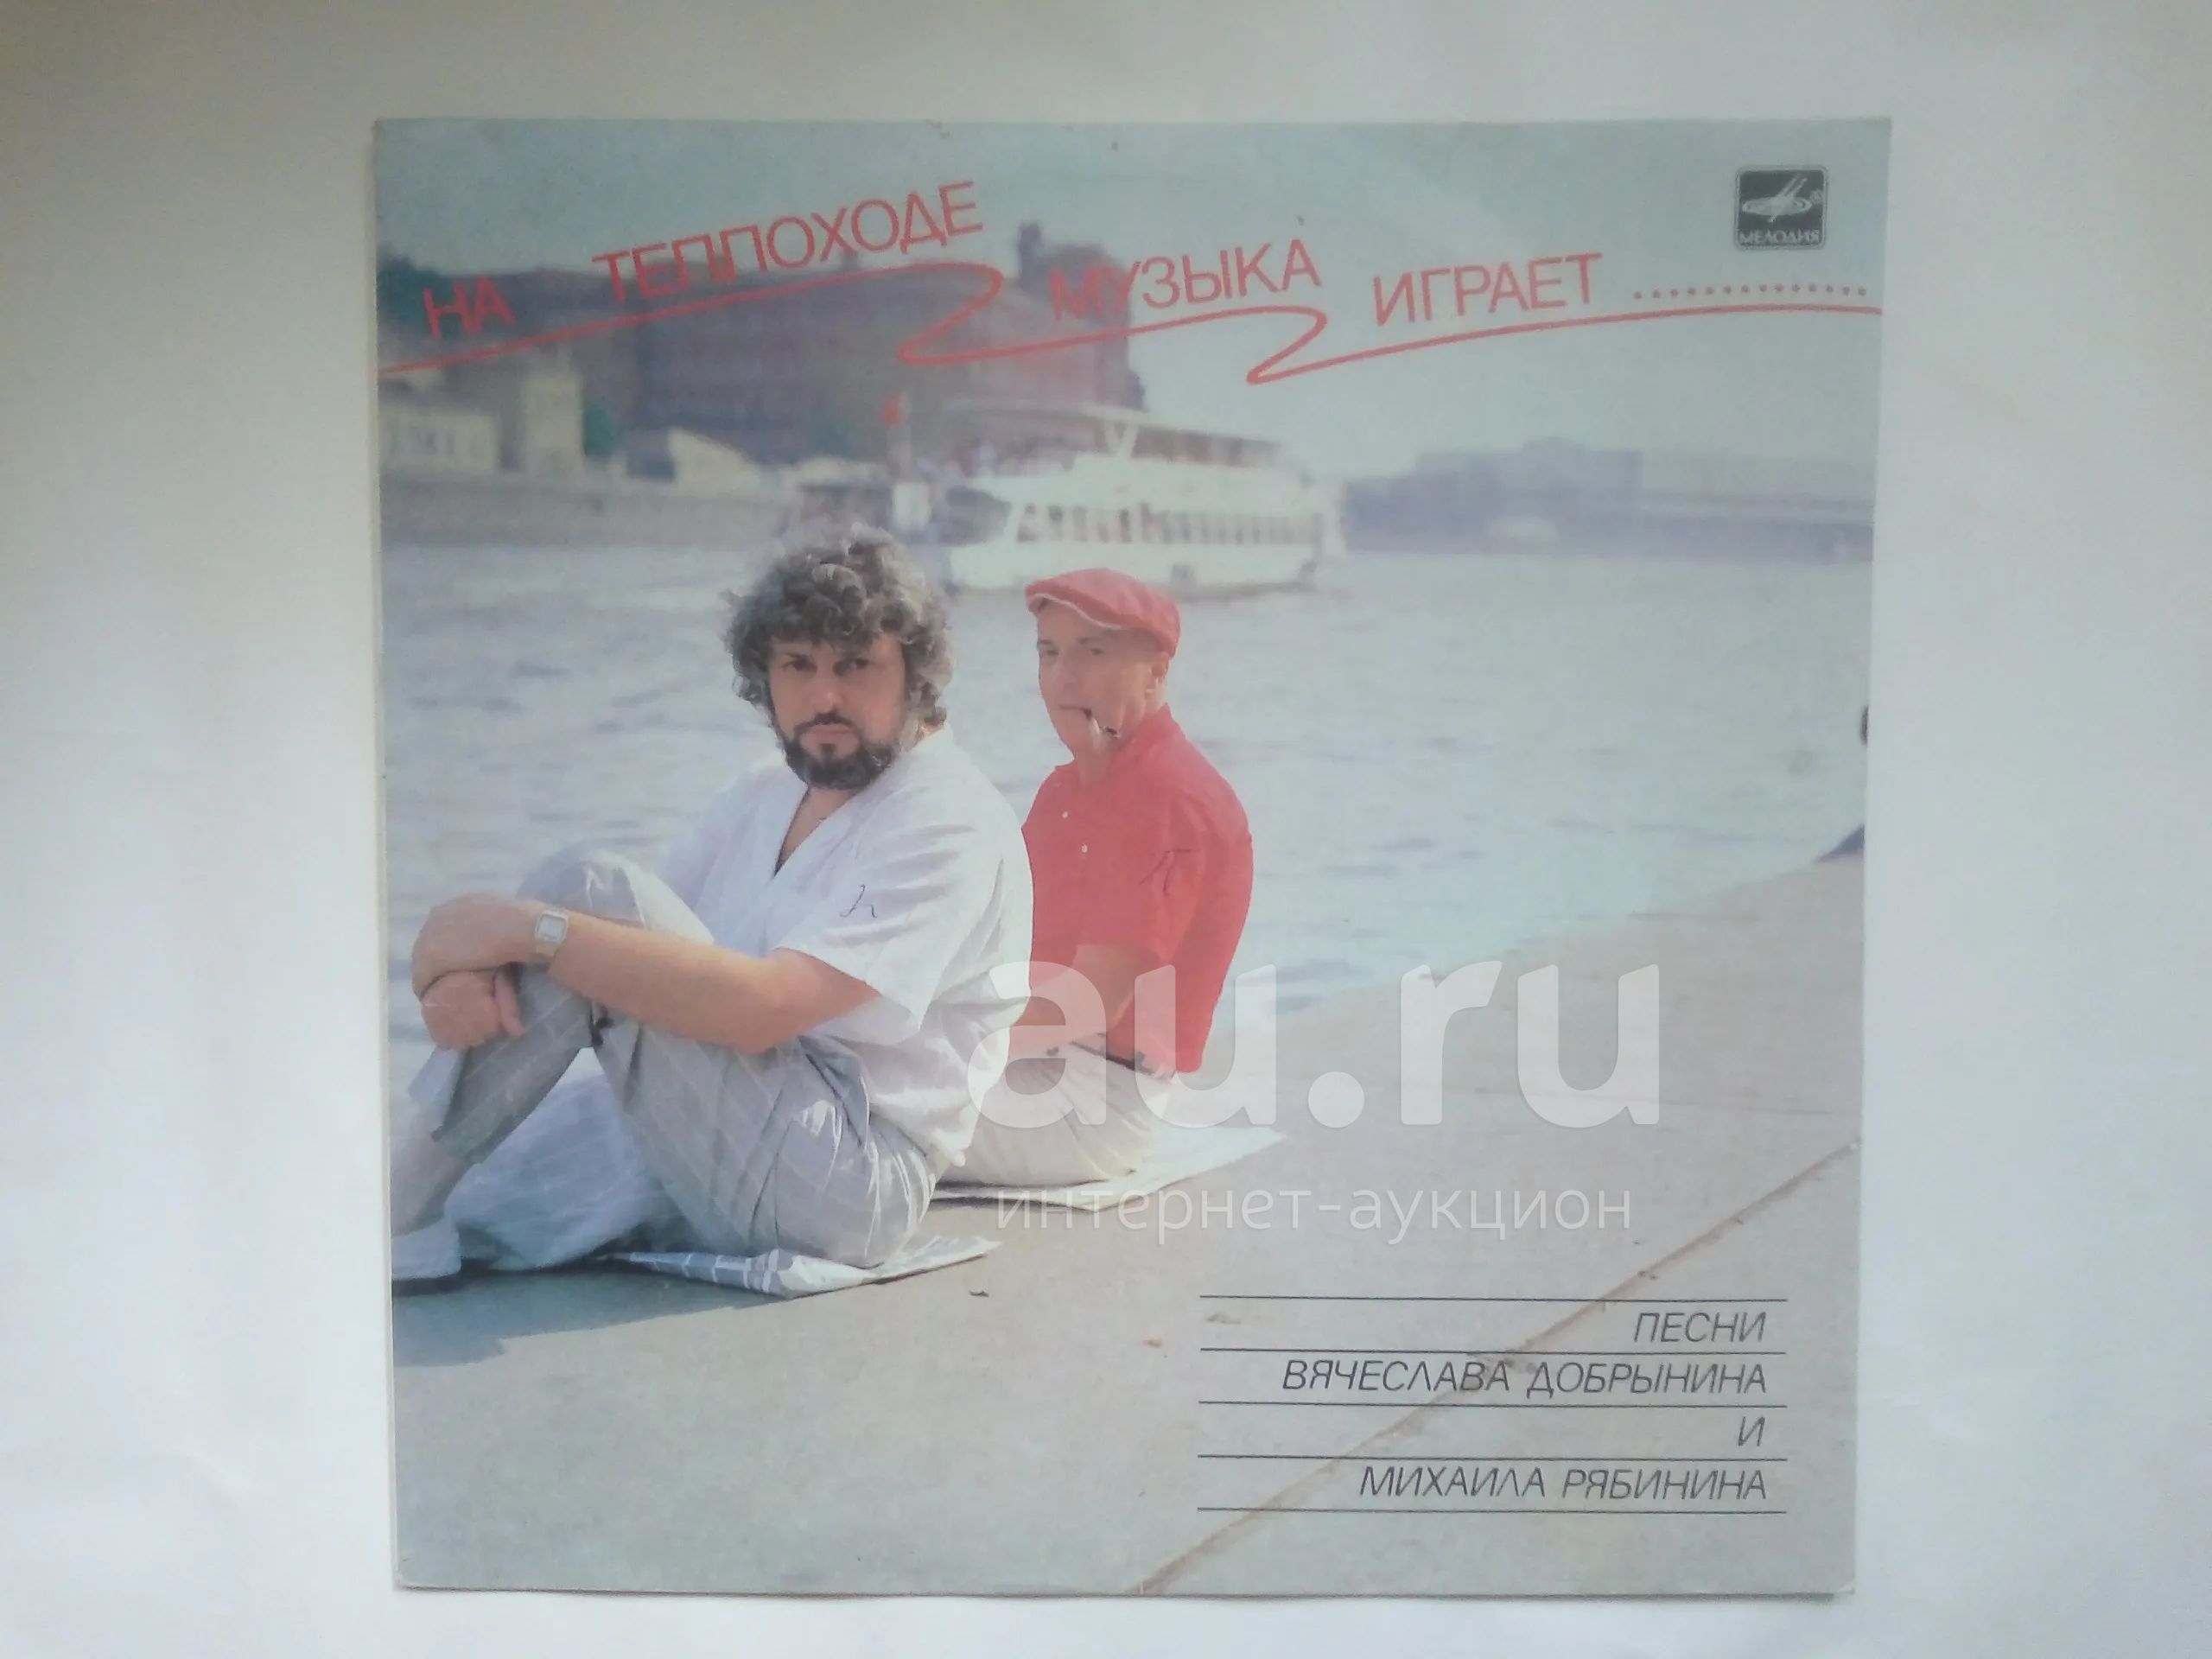 НА ТЕПЛОХОДЕ МУЗЫКА ИГРАЕТ ..............
МЕЛОДИЯ
au.ru
интернет-аукцион
ПЕСНИ
ВЯЧЕСЛАВА ДОБРЫНИНА
И
МИХАИЛА РЯБИНИНА